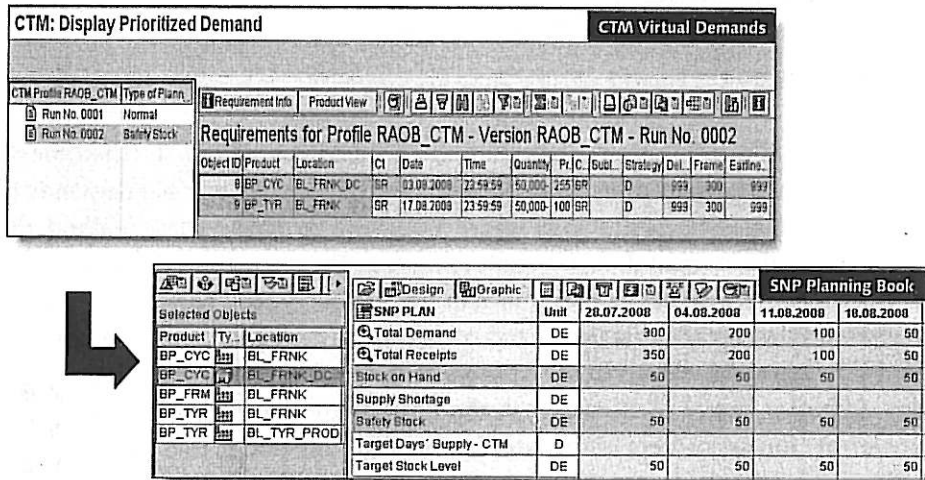 CTM: Display Prioritized Demand
CTM Virtual Demands
CTM Profile RAOB_CTM Type of Plann
Run No. 0001 Normal
Run No. 0002 Safety Stock
Requirement Info Product View
Requirements for Profile RAOB_CTM - Version RAOB_CTM - Run No. 0002
Object ID Product Location Ct Date Time Quantity Pr. C.. Subl... Strategy Del... Frame Earline..
8 BP_CYC BL_FRNK_DC SR 03.08.2008 23:59:59 50,000- 255 SR D 999 300 999
9 BP_TYR BL_FRNK SR 17.08.2008 23:59:59 50,000- 100 SR D 999 300 999
Design Graphic
SNP Planning Book
Selected Objects
Product Ty... Location
BP_CYC BL_FRNK
BP_CYC BL_FRNK_DC
BP_FRM BL_FRNK
BP_TYR BL_FRNK
BP_TYR BL_TYR_PROD
SNP PLAN Unit 28.07.2008 04.08.2008 11.08.2008 18.08.2008
Total Demand DE 300 200 100 50
Total Receipts DE 350 200 100 50
Stock on Hand DE 50 50 50 50
Supply Shortage DE
Safety Stock DE 50 50 50 50
Target Days' Supply - CTM D
Target Stock Level DE 50 50 50 50